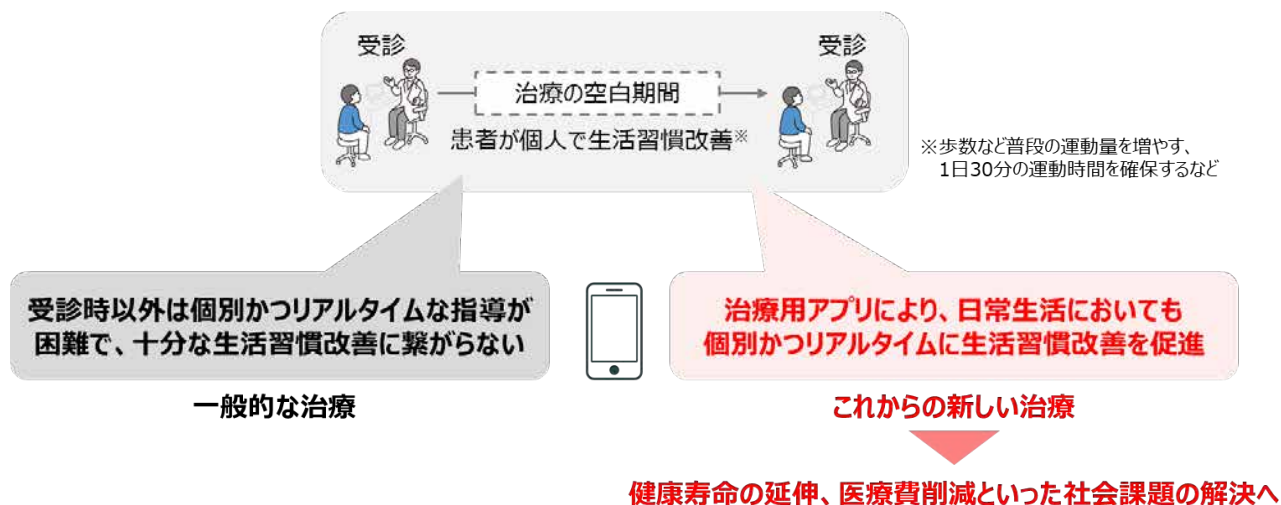 受診
受診
治療の空白期間
患者が個人で生活習慣改善※
※歩数など普段の運動量を増やす、
1日30分の運動時間を確保するなど
受診時以外は個別かつリアルタイムな指導が
困難で、十分な生活習慣改善に繋がらない
一般的な治療
治療用アプリにより、日常生活においても
個別かつリアルタイムに生活習慣改善を促進
これからの新しい治療
健康寿命の延伸、医療費削減といった社会課題の解決へ